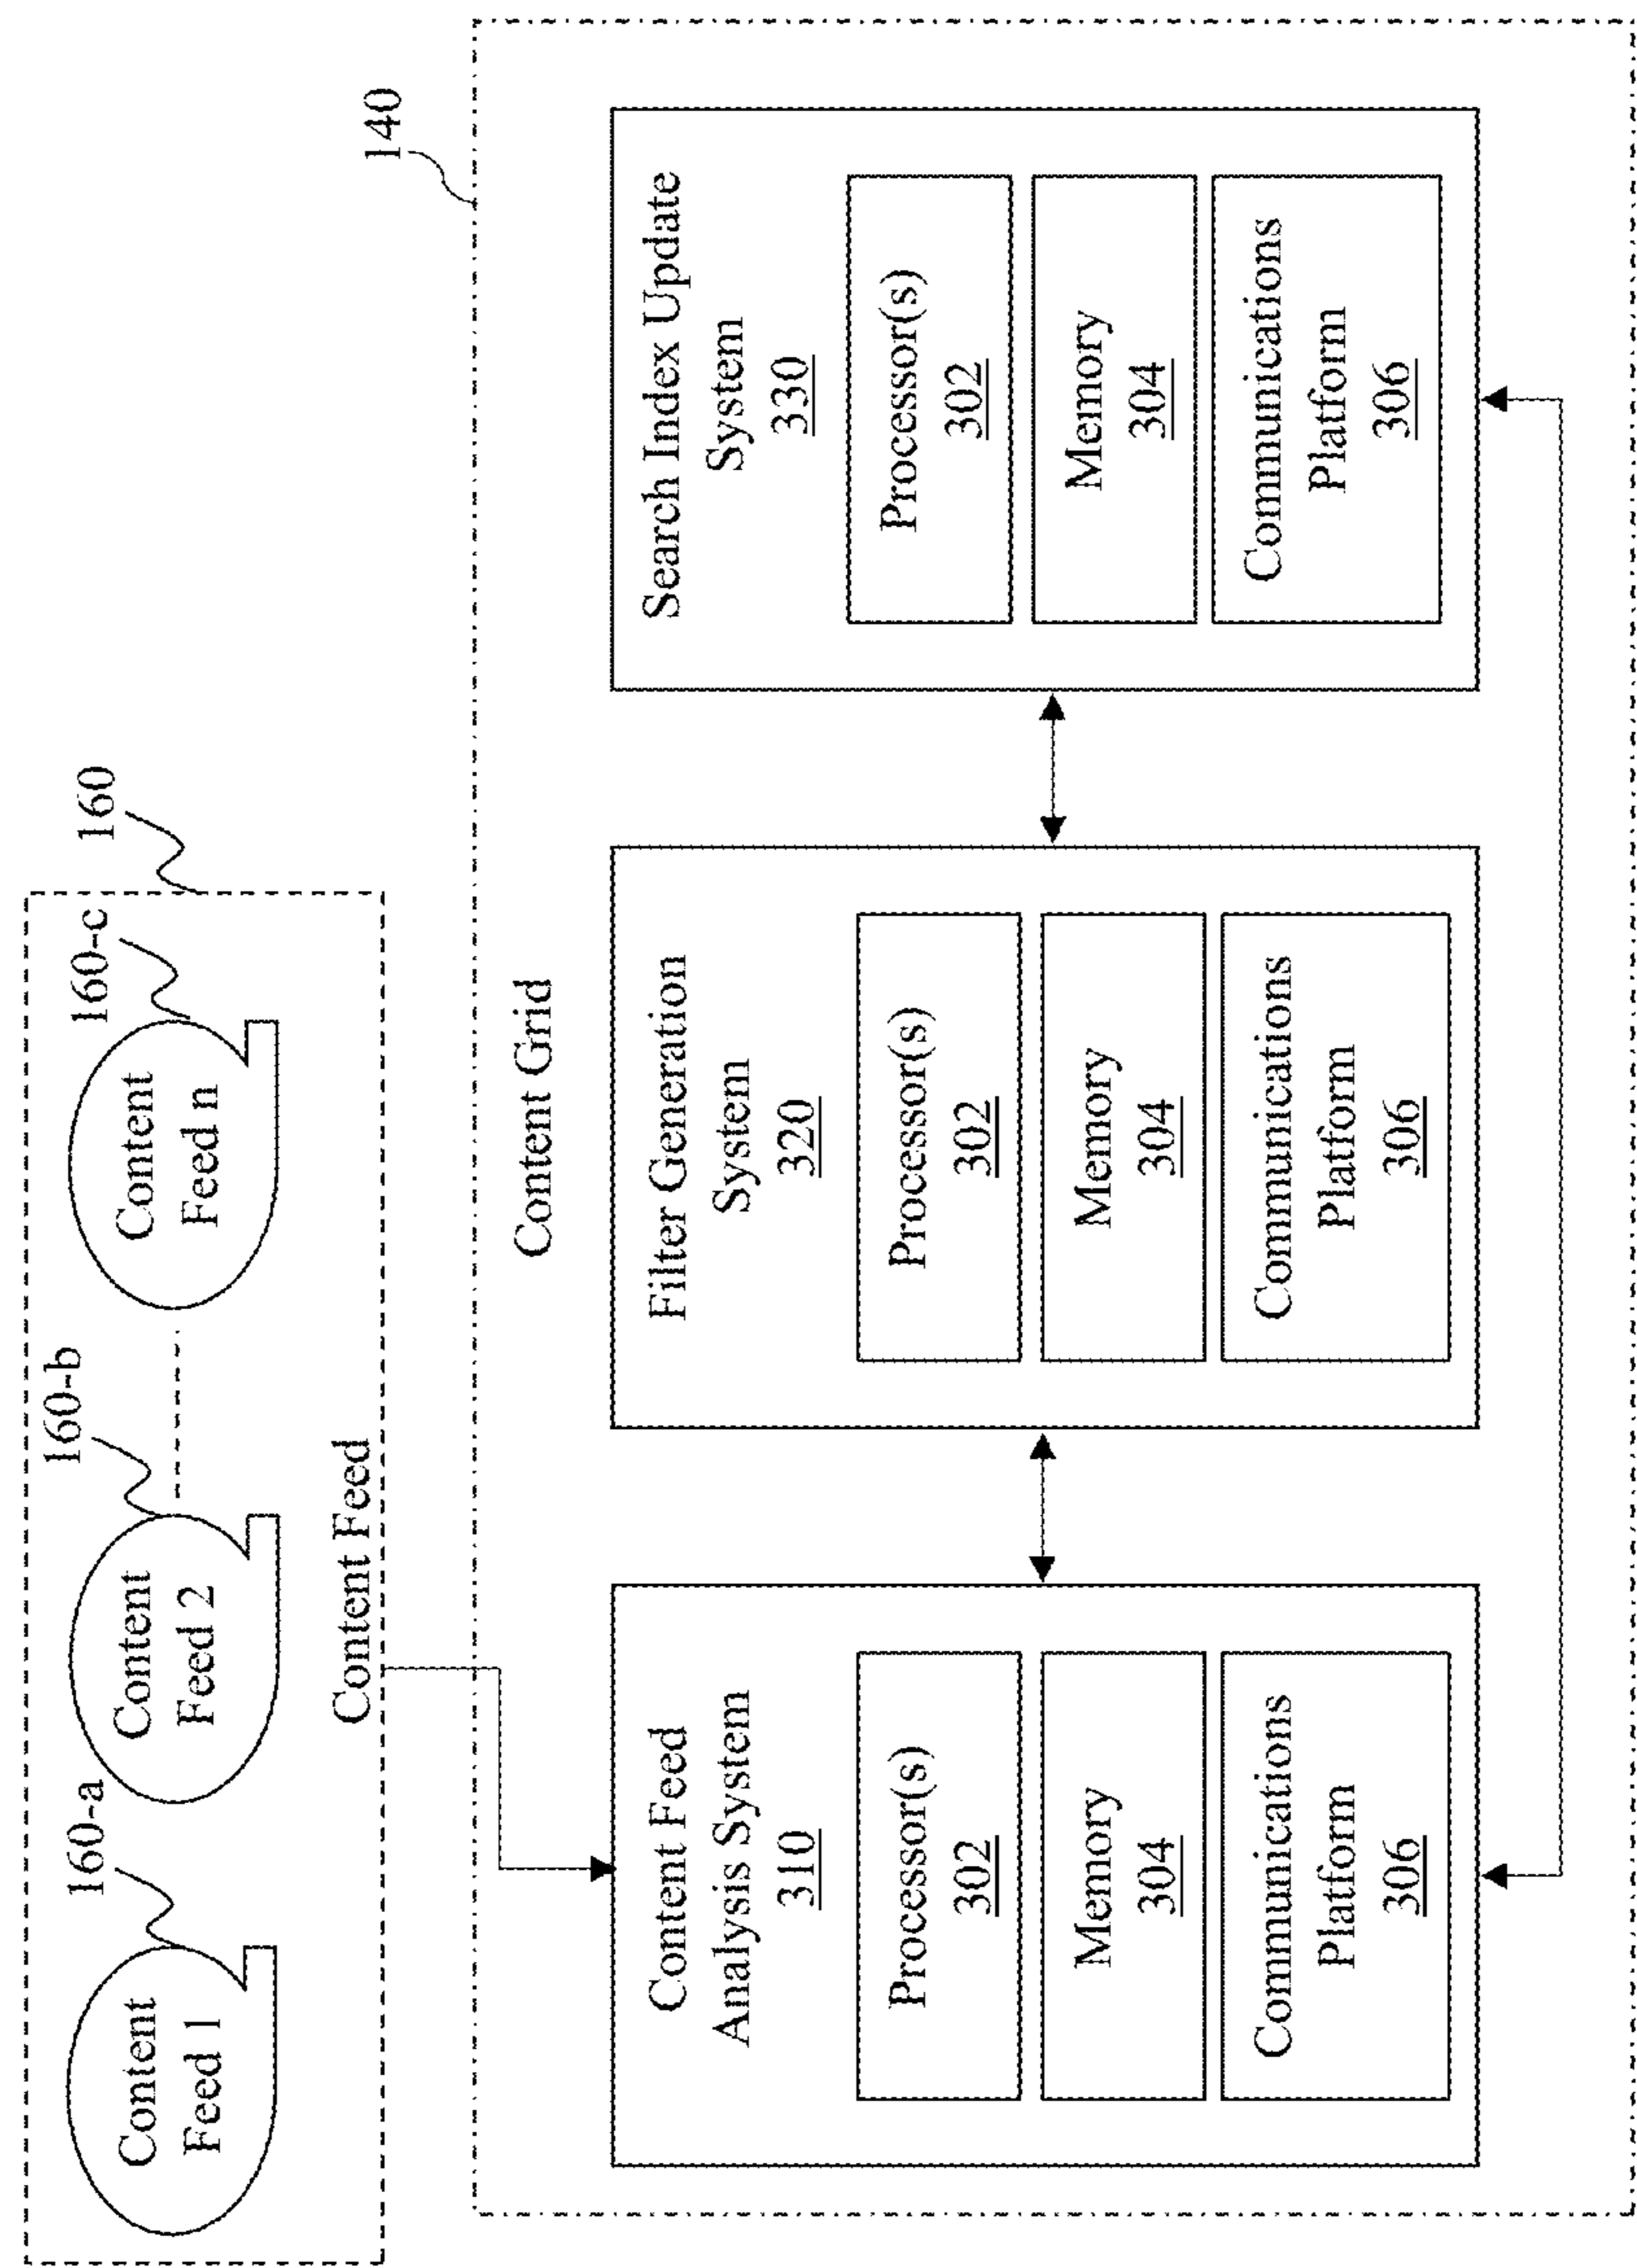 160
160-a
160-b
160-c
Content
Feed 1
Content
Feed 2
Content
Feed n
Content Feed
140
Content Grid
Content Feed
Analysis System
310
Processor(s)
302
Memory
304
Communications
Platform
306
Filter Generation
System
320
Processor(s)
302
Memory
304
Communications
Platform
306
Search Index Update
System
330
Processor(s)
302
Memory
304
Communications
Platform
306